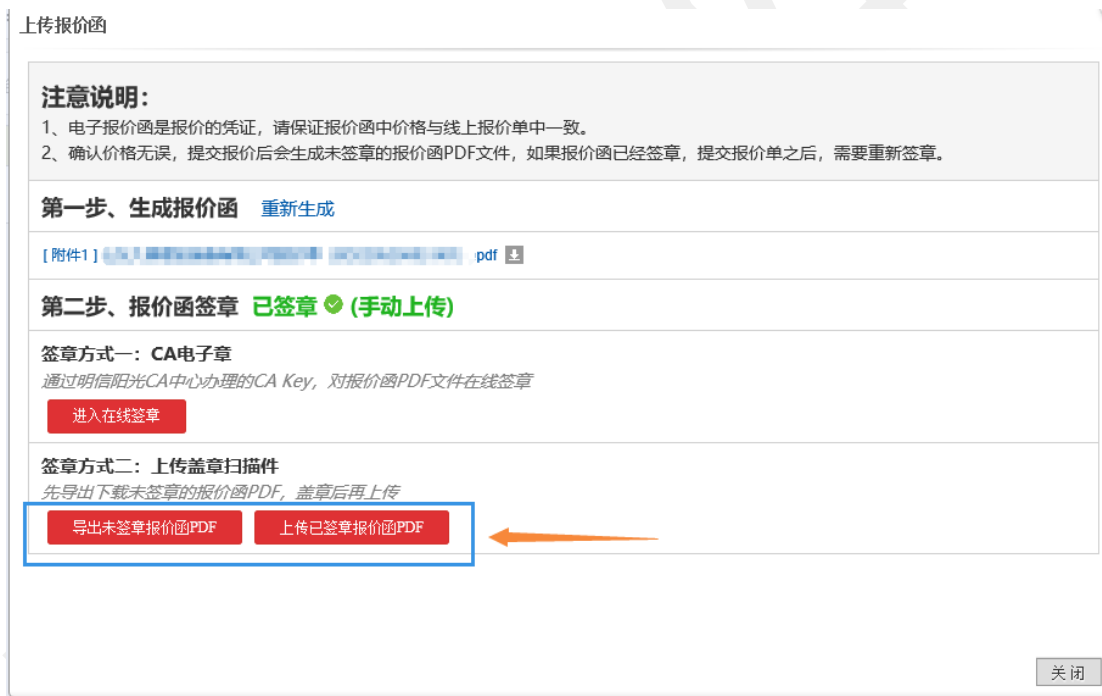 上传报价函
注意说明：
1、电子报价函是报价的凭证，请保证报价函中价格与线上报价单中一致。
2、确认价格无误，提交报价后会生成未签章的报价函PDF文件，如果报价函已经签章，提交报价单之后，需要重新签章。
第一步、生成报价函 重新生成
[ 附件1 ] .pdf
第二步、报价函签章 已签章 (手动上传)
签章方式一：CA电子章
通过明信阳光CA中心办理的CA Key，对报价函PDF文件在线签章
进入在线签章
签章方式二：上传盖章扫描件
先导出下载未签章的报价函PDF，盖章后再上传
导出未签章报价函PDF 上传已签章报价函PDF
关闭